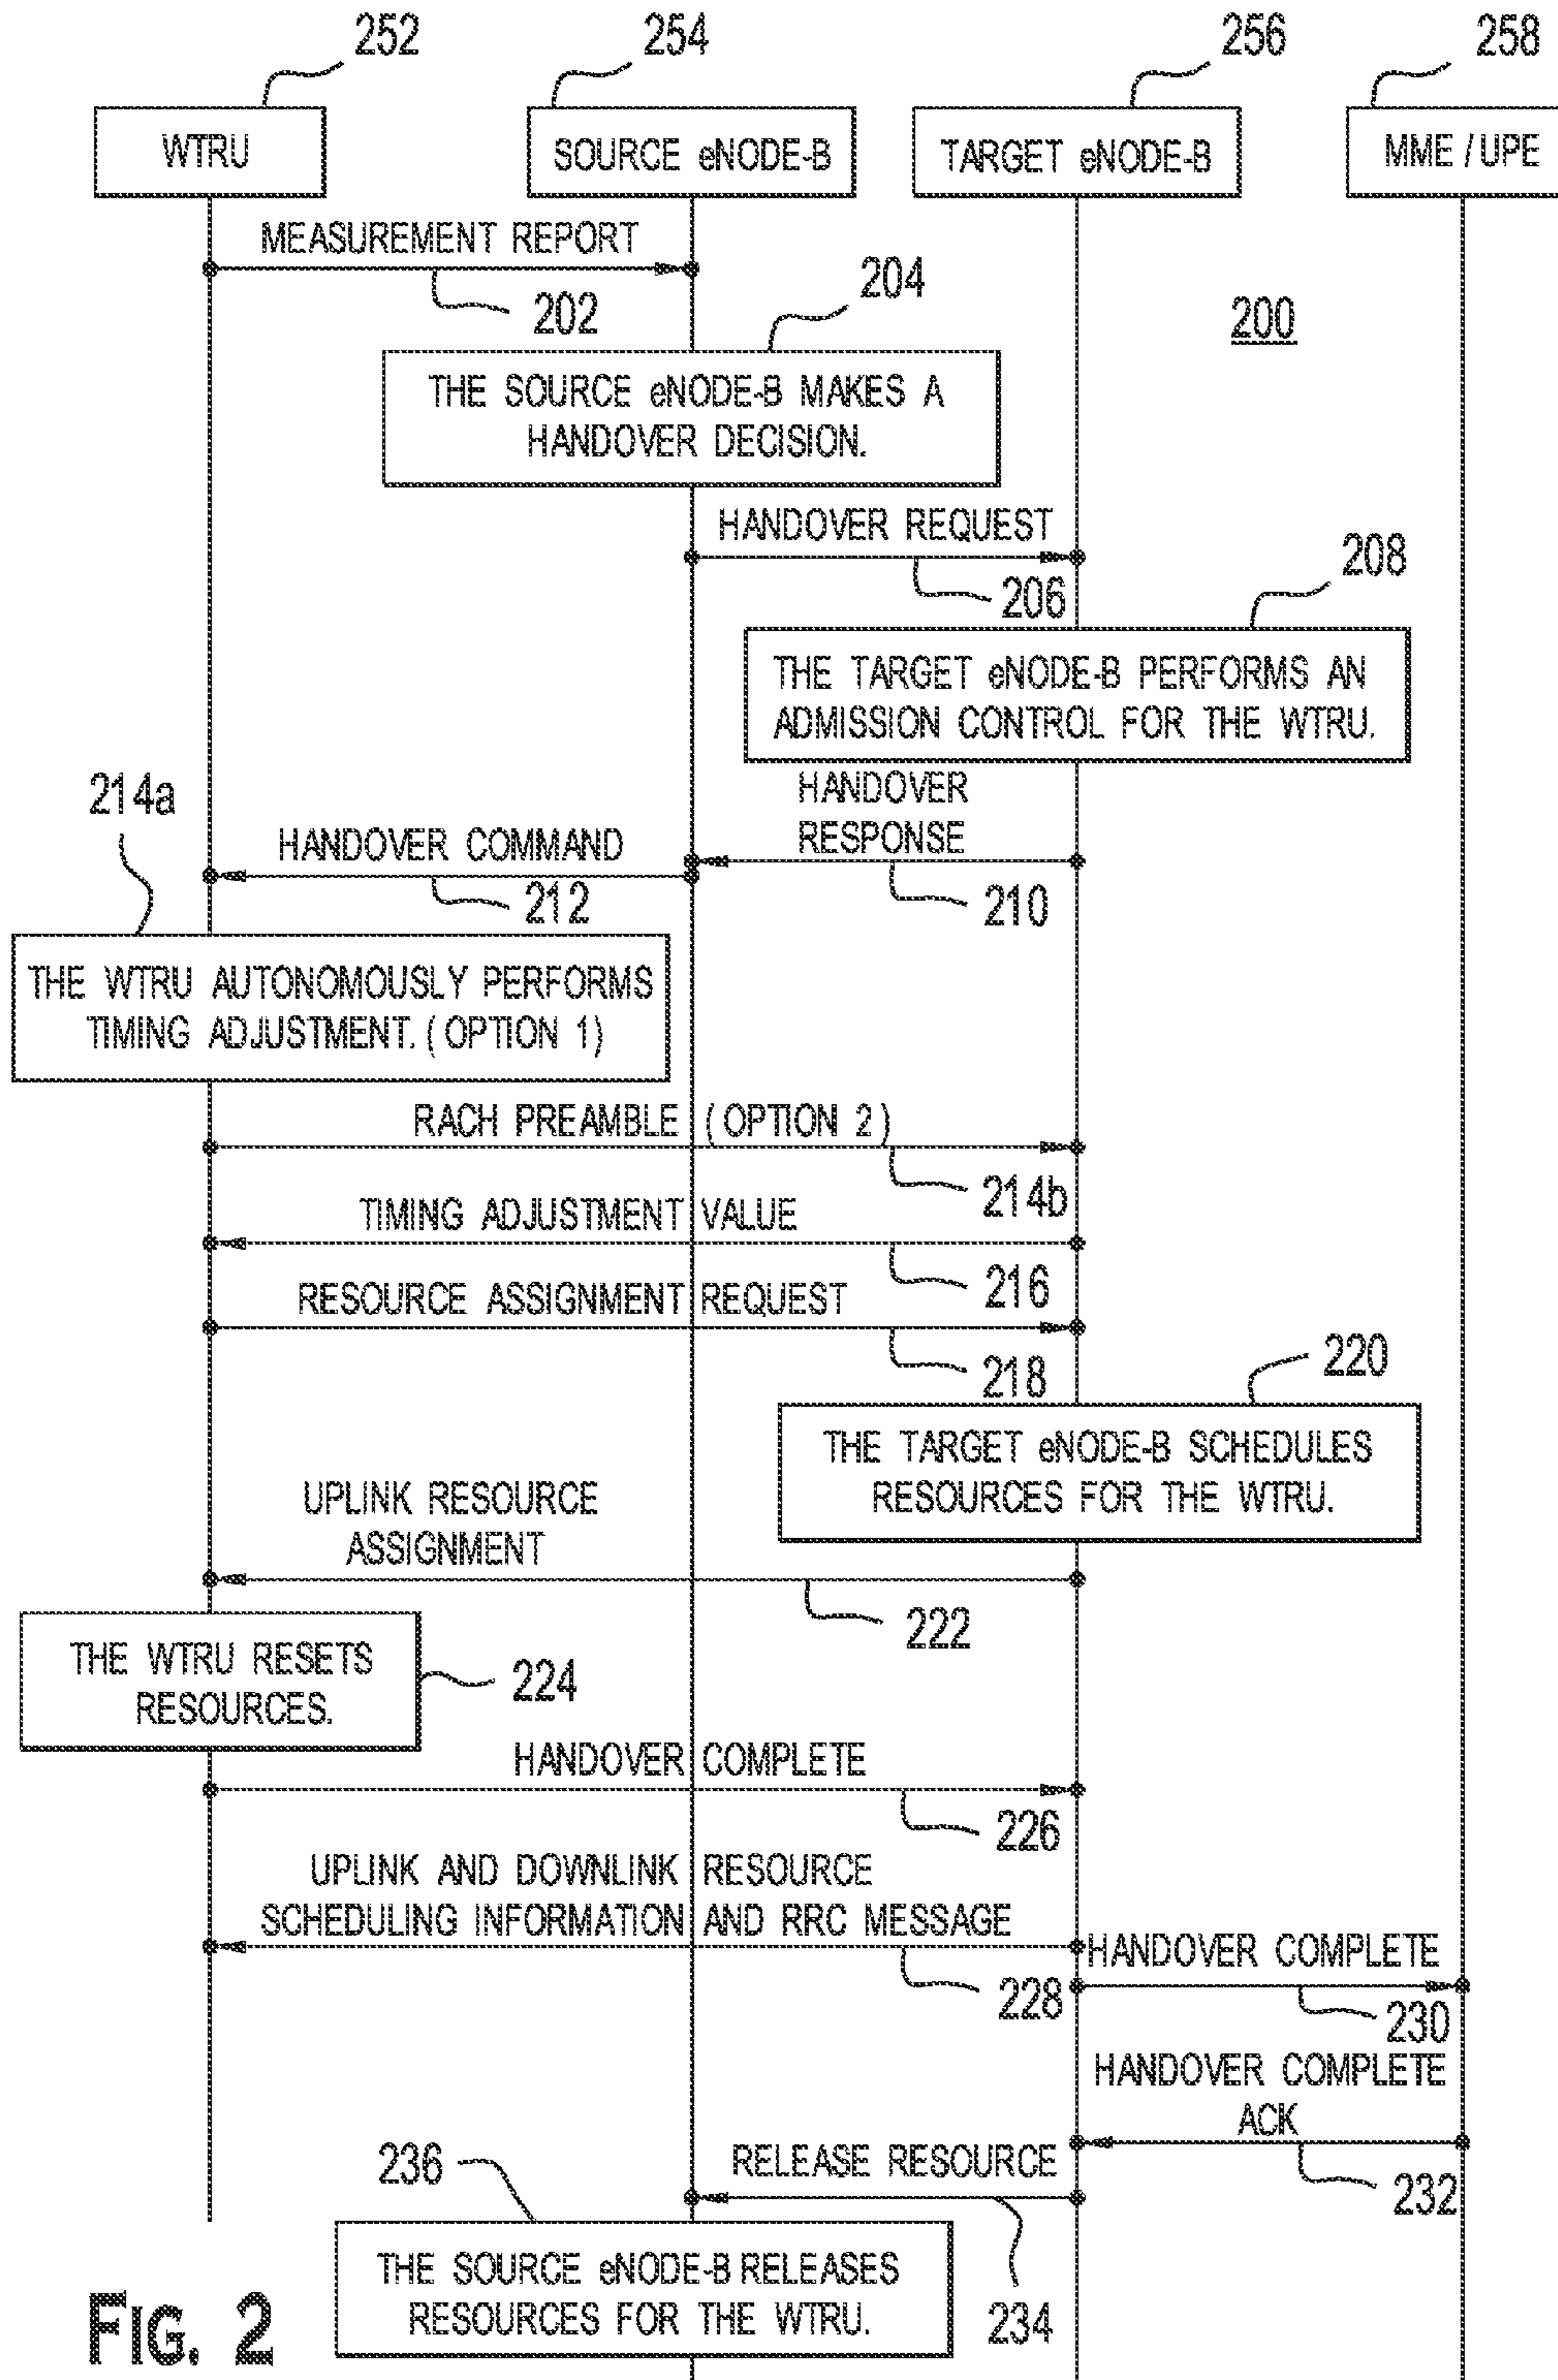 252
254
256
258
WTRU
SOURCE eNODE-B
TARGET eNODE-B
MME / UPE
MEASUREMENT REPORT
202
204
200
THE SOURCE eNODE-B MAKES A
HANDOVER DECISION.
HANDOVER REQUEST
206
208
THE TARGET eNODE-B PERFORMS AN
ADMISSION CONTROL FOR THE WTRU.
214a
HANDOVER
RESPONSE
HANDOVER COMMAND
212
210
THE WTRU AUTONOMOUSLY PERFORMS
TIMING ADJUSTMENT. ( OPTION 1)
RACH PREAMBLE ( OPTION 2 )
214b
TIMING ADJUSTMENT VALUE
216
RESOURCE ASSIGNMENT REQUEST
218
220
THE TARGET eNODE-B SCHEDULES
RESOURCES FOR THE WTRU.
UPLINK RESOURCE
ASSIGNMENT
222
THE WTRU RESETS
RESOURCES.
224
HANDOVER COMPLETE
226
UPLINK AND DOWNLINK RESOURCE
SCHEDULING INFORMATION AND RRC MESSAGE
228
HANDOVER COMPLETE
230
HANDOVER COMPLETE
ACK
232
RELEASE RESOURCE
234
236
THE SOURCE eNODE-B RELEASES
RESOURCES FOR THE WTRU.
FIG. 2